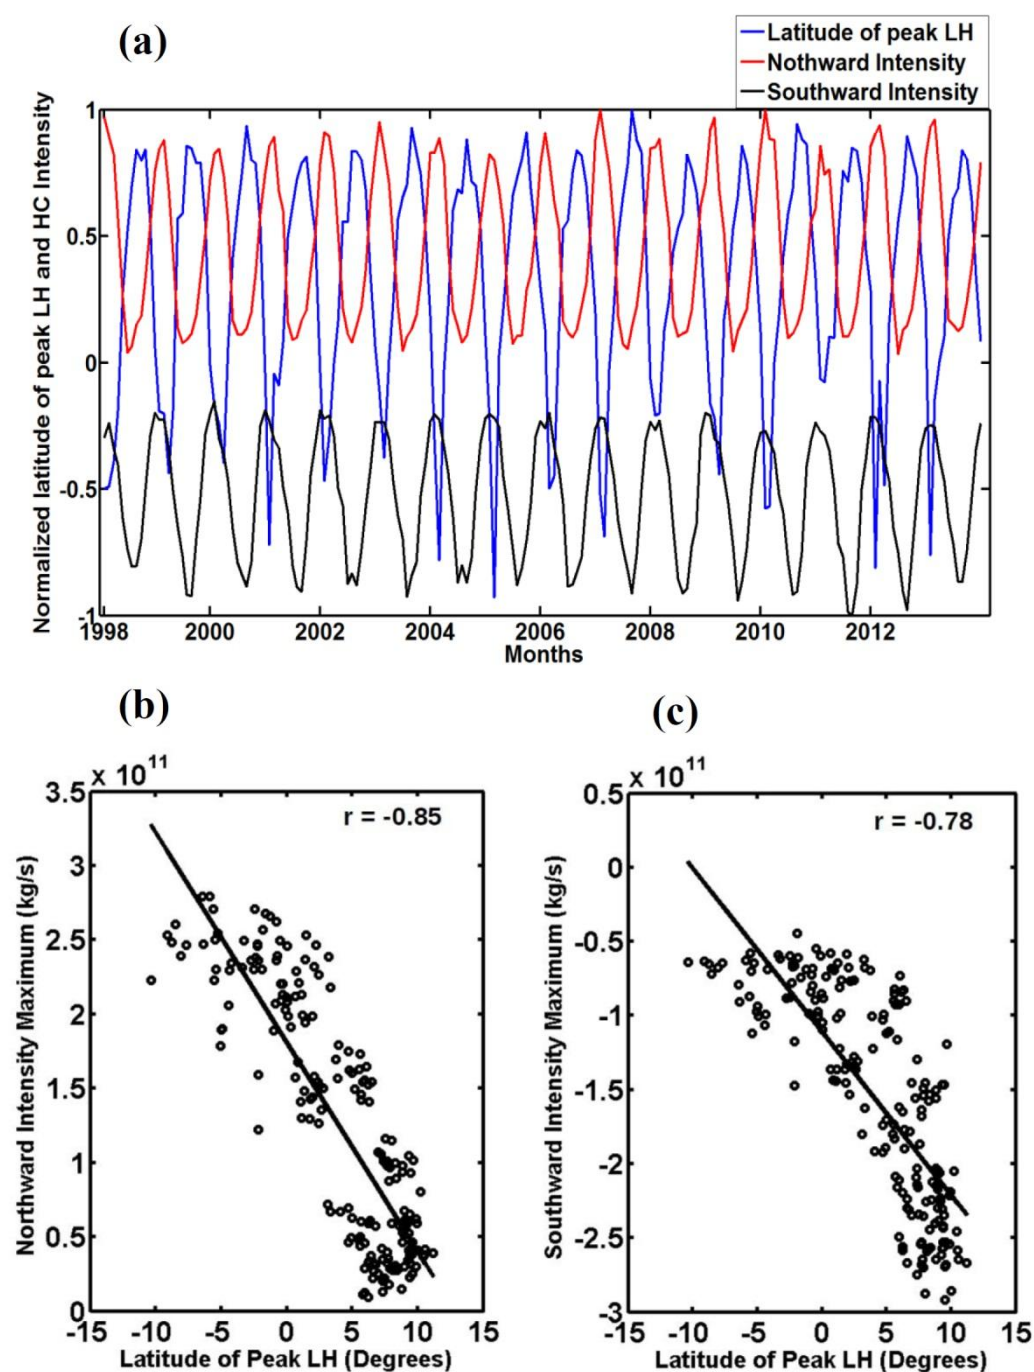 (a)
Latitude of peak LH
Nothward Intensity
Southward Intensity
Normalized latitude of peak LH and HC Intensity
1
0.5
0
-0.5
-1
1998 2000 2002 2004 2006 2008 2010 2012
Months
(b)
x 10^11
r = -0.85
Northward Intensity Maximum (kg/s)
3.5
3
2.5
2
1.5
1
0.5
0
-15 -10 -5 0 5 10 15
Latitude of Peak LH (Degrees)
(c)
x 10^11
r = -0.78
Southward Intensity Maximum (kg/s)
0.5
0
-0.5
-1
-1.5
-2
-2.5
-3
-15 -10 -5 0 5 10 15
Latitude of Peak LH (Degrees)